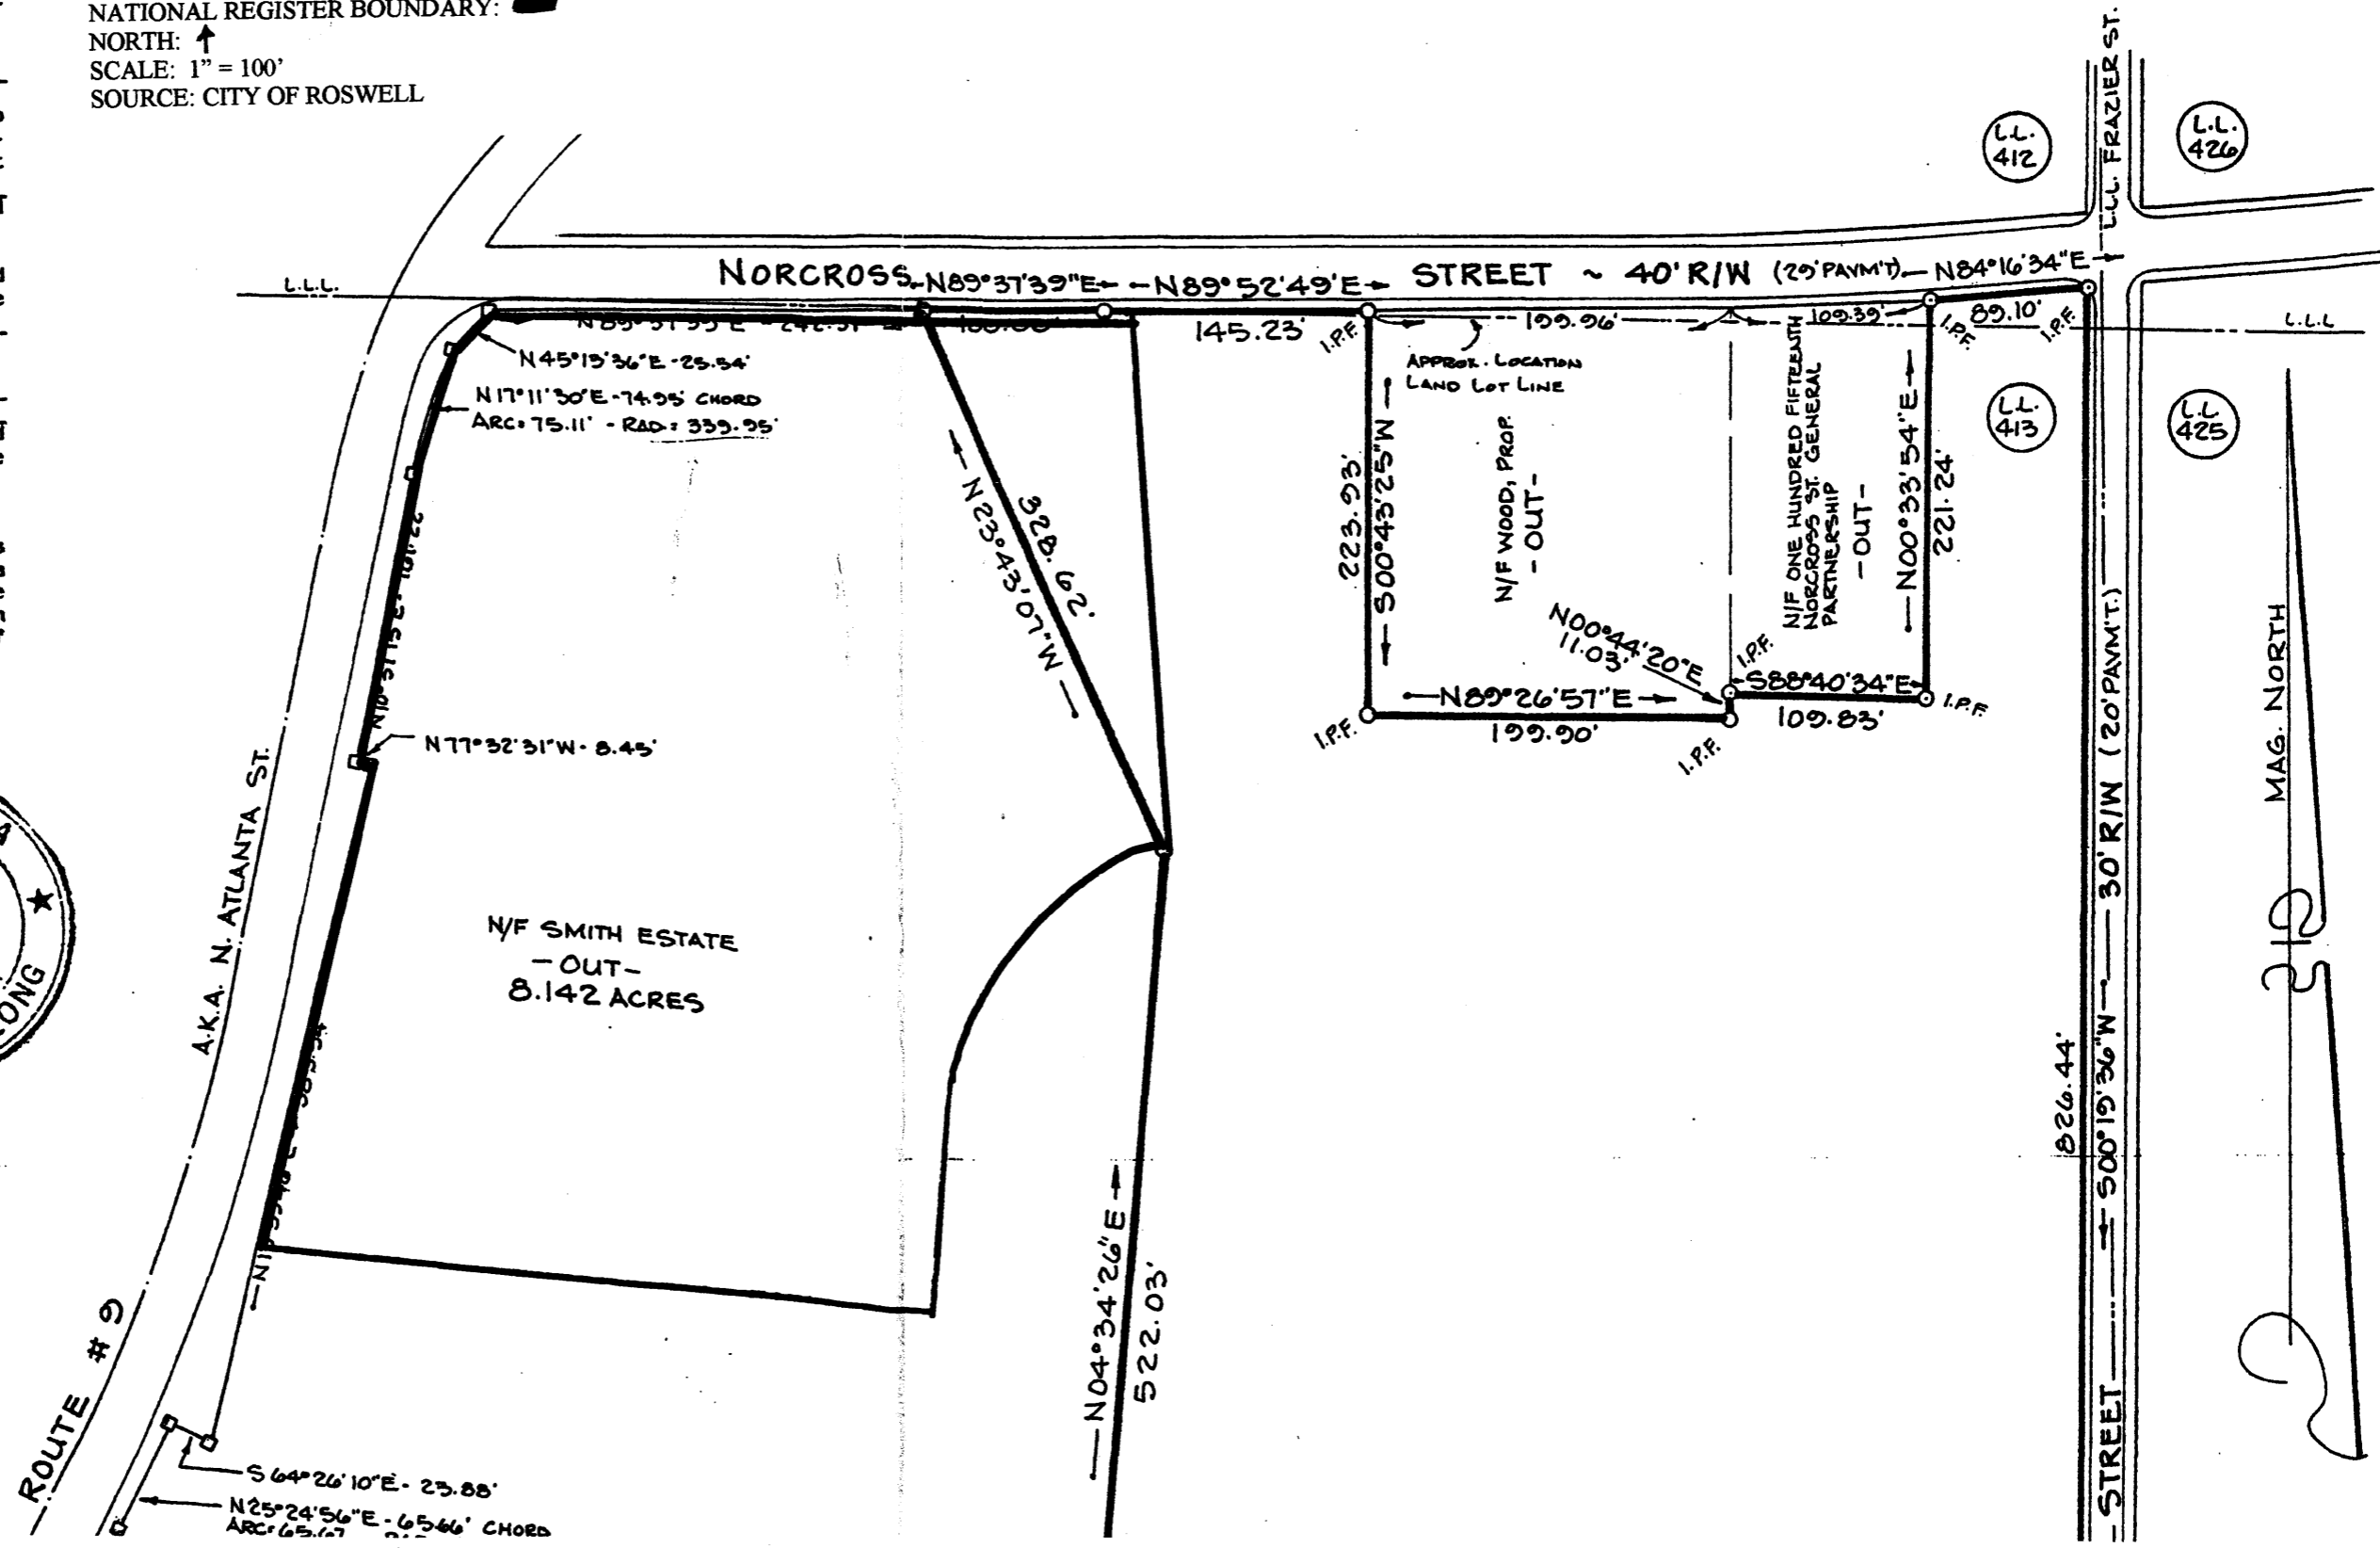 NATIONAL REGISTER BOUNDARY:
NORTH:
SCALE: 1" = 100'
SOURCE: CITY OF ROSWELL
L.L. FRAZIER ST.
L.L. 412
L.L. 426
L.L.L.
NORCROSS N89°37'39"E N89°52'49"E STREET ~ 40' R/W (29' PAVM'T) N84°16'34"E
145.23'
I.P.F.
199.96'
109.39'
I.P.F.
89.10'
I.P.F.
L.L.L
N45°19'36"E - 25.54'
N17°11'30"E - 74.95' CHORD
ARC= 75.11' - RAD= 339.95'
APPROX. LOCATION
LAND LOT LINE
L.L. 413
L.L 425
N23°43'07"W
328.62'
223.93'
S00°43'25"W
N/F WOOD, PROP.
-OUT-
N/F ONE HUNDRED FIFTEENTH
NORCROSS ST. GENERAL
PARTNERSHIP
-OUT-
N00°33'54"E
221.24'
N00°44'20"E
11.03'
I.P.F.
S88°40'34"E
109.83'
I.P.F.
N89°26'57"E
199.90'
I.P.F.
I.P.F.
N77°32'31"W - 8.45'
A.K.A. N. ATLANTA ST.
MAG. NORTH
N/F SMITH ESTATE
-OUT-
8.142 ACRES
N04°34'26"E
522.03'
826.44'
STREET S00°19'36"W 30' R/W (20' PAVM'T.)
ROUTE #9
S64°26'10"E - 23.88'
N25°24'56"E - 65.66' CHORD